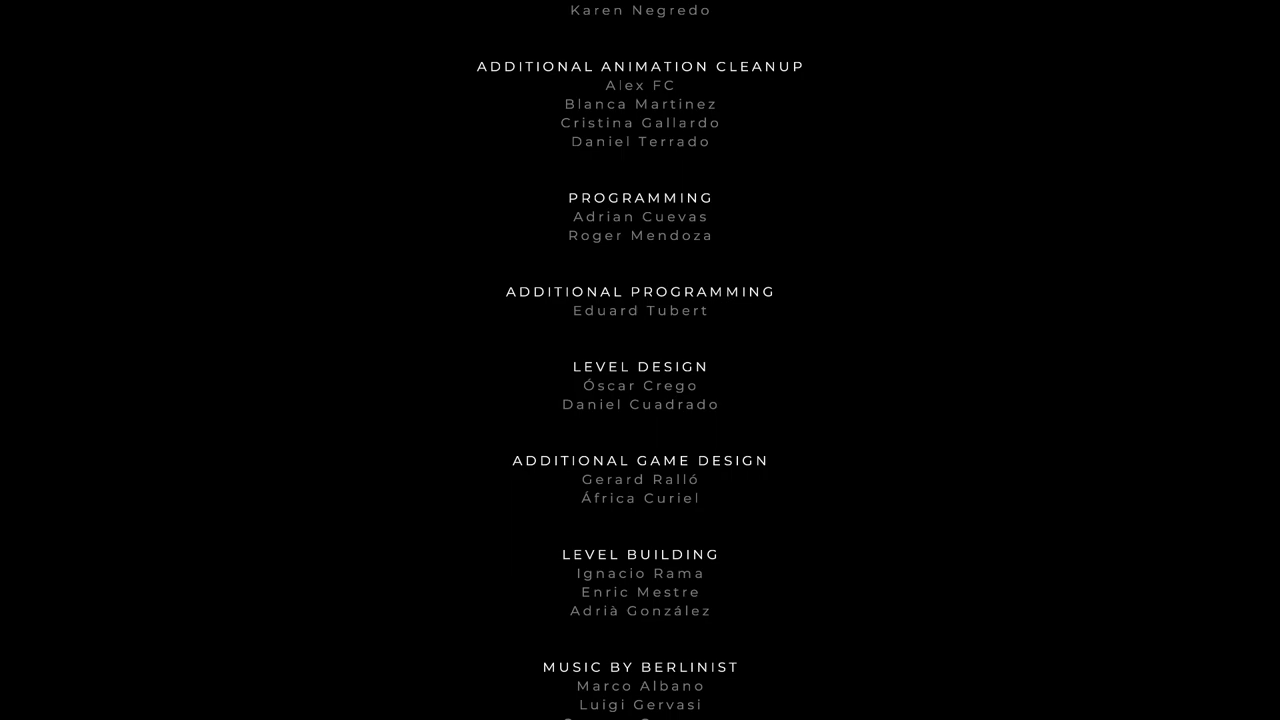 Karen Negredo
ADDITIONAL ANIMATION CLEANUP
Alex FC
Blanca Martinez
Cristina Gallardo
Daniel Terrado
PROGRAMMING
Adrian Cuevas
Roger Mendoza
ADDITIONAL PROGRAMMING
Eduard Tubert
LEVEL DESIGN
Óscar Crego
Daniel Cuadrado
ADDITIONAL GAME DESIGN
Gerard Ralló
África Curiel
LEVEL BUILDING
Ignacio Rama
Enric Mestre
Adrià González
MUSIC BY BERLINIST
Marco Albano
Luigi Gervasi